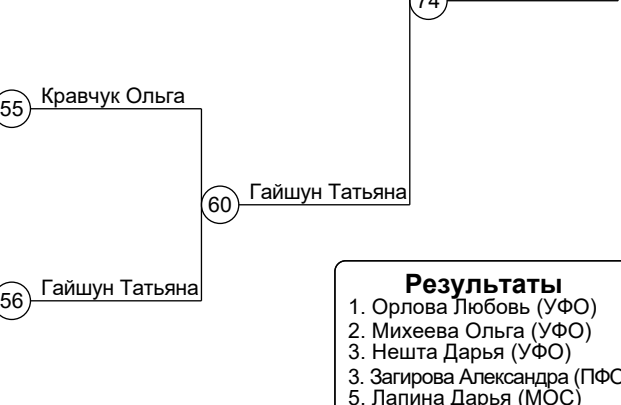 74
Кравчук Ольга
55
Гайшун Татьяна
60
Гайшун Татьяна
56
Результаты
1. Орлова Любовь (УФО)
2. Михеева Ольга (УФО)
3. Нешта Дарья (УФО)
3. Загирова Александра (ПФО
5. Лапина Дарья (МОС)